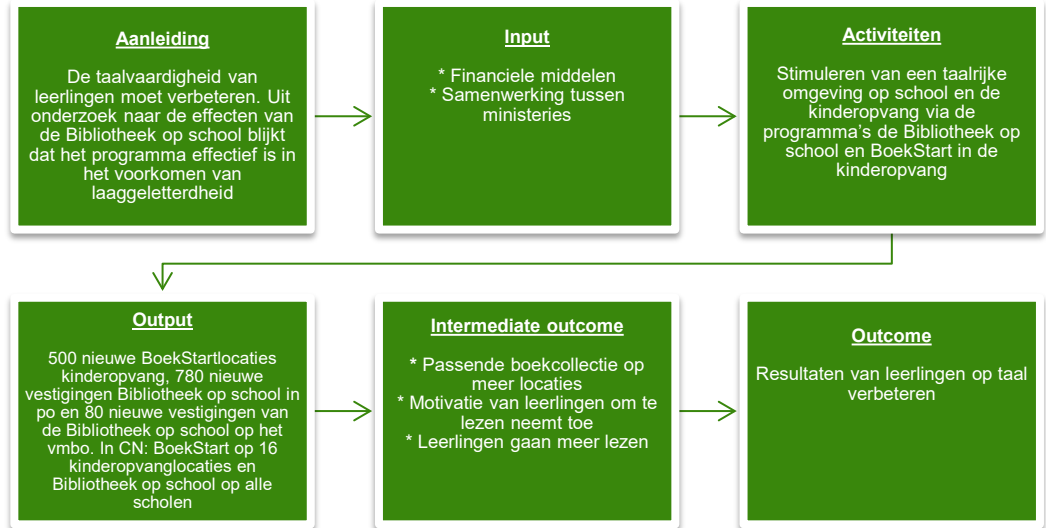 Aanleiding
De taalvaardigheid van
leerlingen moet verbeteren. Uit
onderzoek naar de effecten van
de Bibliotheek op school blijkt
dat het programma effectief is in
het voorkomen van
laaggeletterdheid
Input
* Financiele middelen
* Samenwerking tussen
ministeries
Activiteiten
Stimuleren van een taalrijke
omgeving op school en de
kinderopvang via de
programma's de Bibliotheek op
school en BoekStart in de
kinderopvang
Output
500 nieuwe BoekStartlocaties
kinderopvang, 780 nieuwe
vestigingen Bibliotheek op school in
po en 80 nieuwe vestigingen van
de Bibliotheek op school op het
vmbo. In CN: BoekStart op 16
kinderopvanglocaties en
Bibliotheek op school op alle
scholen
Intermediate outcome
* Passende boekcollectie op
meer locaties
* Motivatie van leerlingen om te
lezen neemt toe
* Leerlingen gaan meer lezen
Outcome
Resultaten van leerlingen op taal
verbeteren